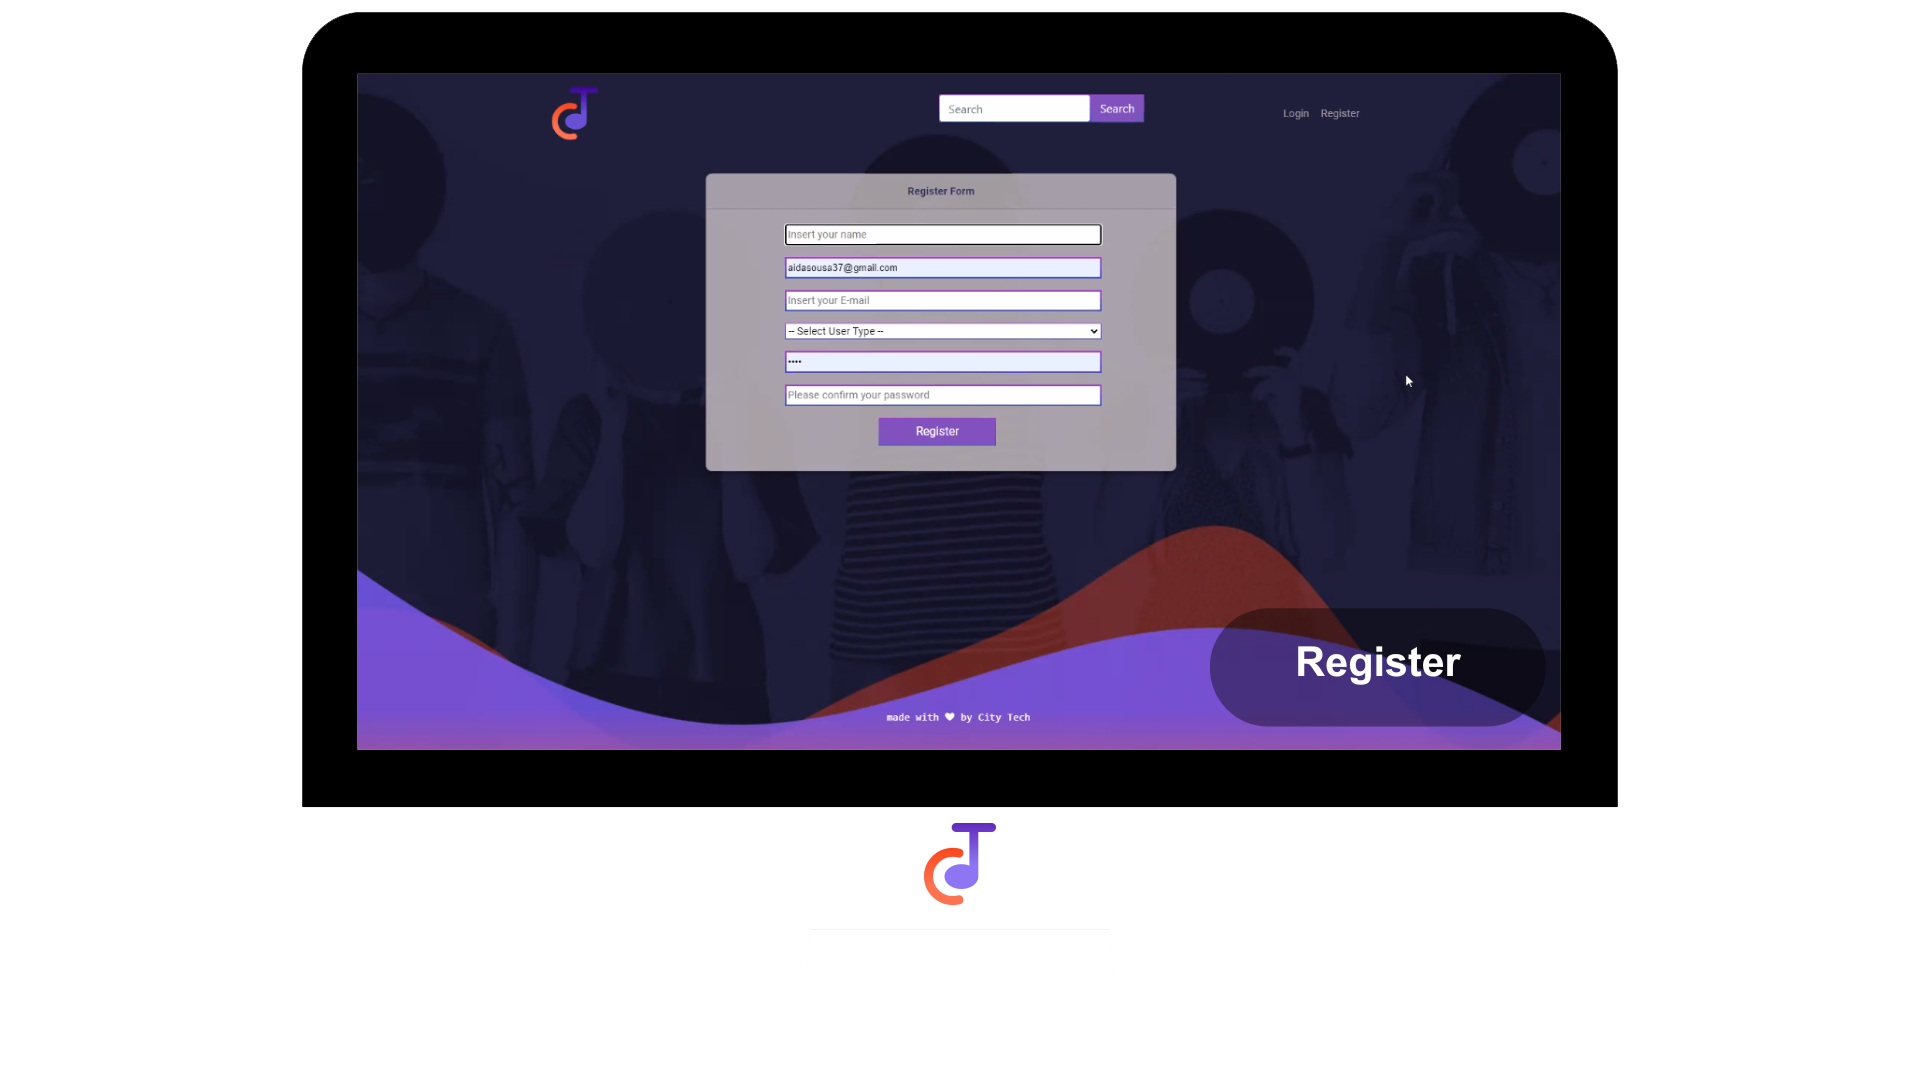 Search
Search
Login
Register
Register Form
Insert your name
aidasousa37@gmail.com
Insert your E-mail
-- Select User Type --
••••
Please confirm your password
Register
Register
made with ♥ by City Tech